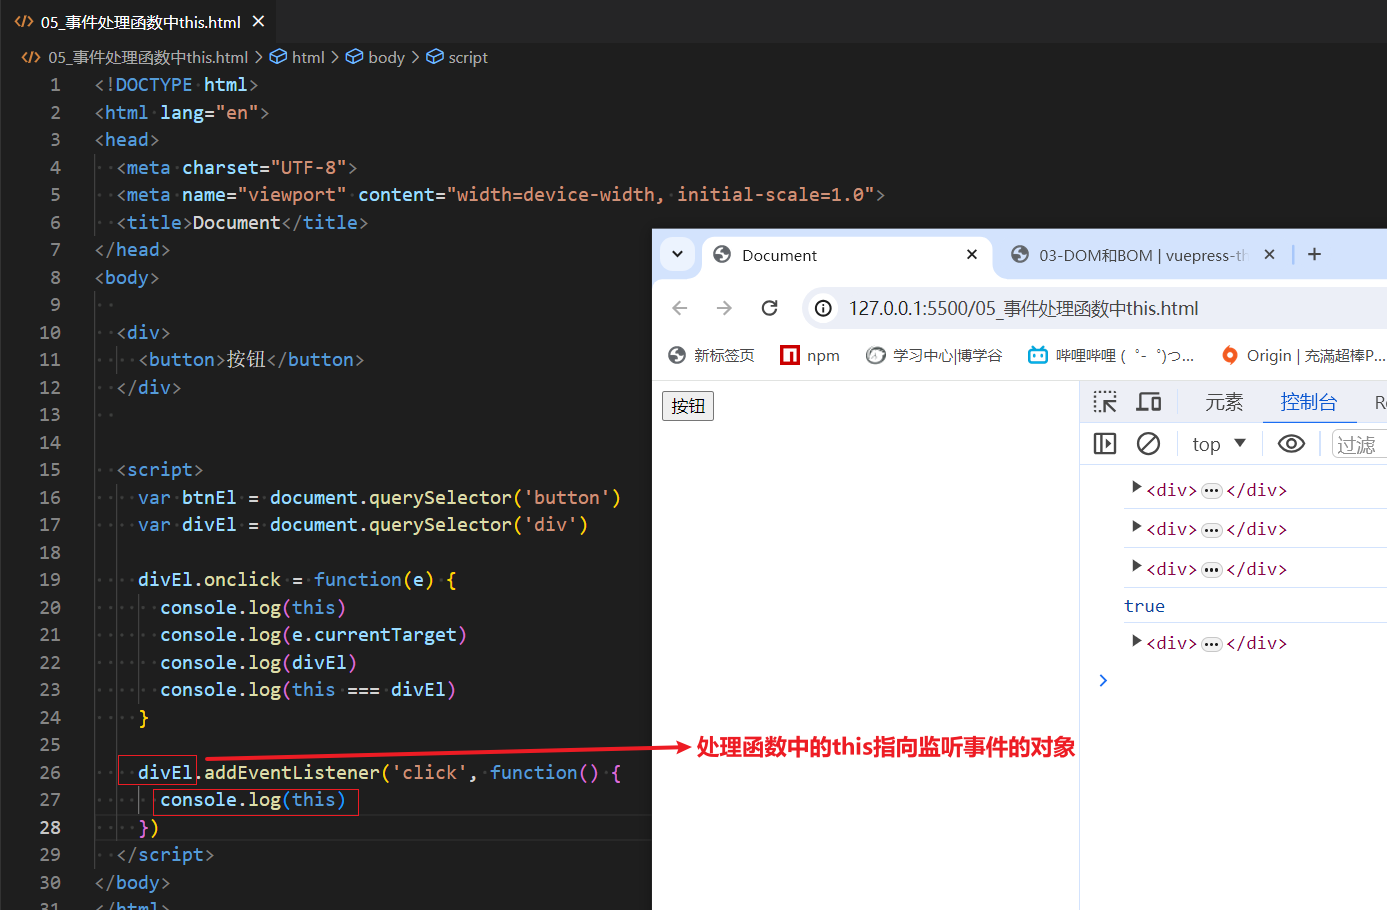 05_事件处理函数中this.html
05_事件处理函数中this.html > html > body > script
1 <!DOCTYPE html>
2 <html lang="en">
3 <head>
4 <meta charset="UTF-8">
5 <meta name="viewport" content="width=device-width, initial-scale=1.0">
6 <title>Document</title>
7 </head>
8 <body>
9
10 <div>
11 <button>按钮</button>
12 </div>
13
14
15 <script>
16 var btnEl = document.querySelector('button')
17 var divEl = document.querySelector('div')
18
19 divEl.onclick = function(e) {
20 console.log(this)
21 console.log(e.currentTarget)
22 console.log(divEl)
23 console.log(this === divEl)
24 }
25
26 divEl.addEventListener('click', function() {
27 console.log(this)
28 })
29 </script>
30 </body>
31 </html>
Document
03-DOM和BOM | vuepress-th
127.0.0.1:5500/05_事件处理函数中this.html
新标签页 npm 学习中心|博学谷 哔哩哔哩 (゜-゜)つ... Origin | 充滿超棒P...
按钮
元素 控制台 Re
top 过滤
<div>…</div>
<div>…</div>
<div>…</div>
true
<div>…</div>
处理函数中的this指向监听事件的对象